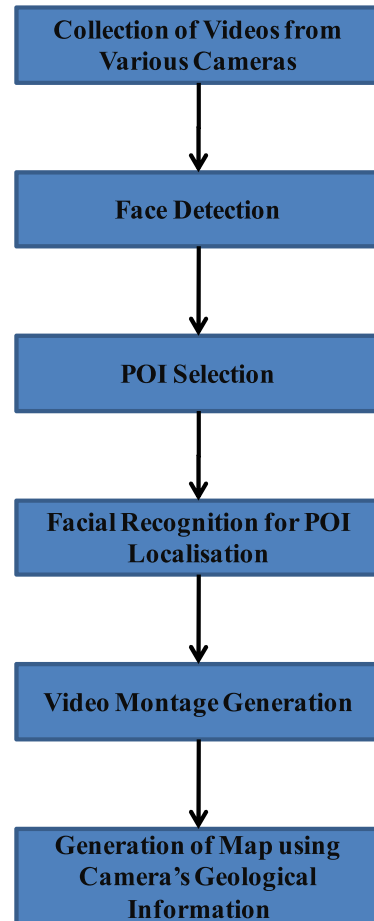 Collection of Videos from
Various Cameras
Face Detection
POI Selection
Facial Recognition for POI
Localisation
Video Montage Generation
Generation of Map using
Camera’s Geological
Information